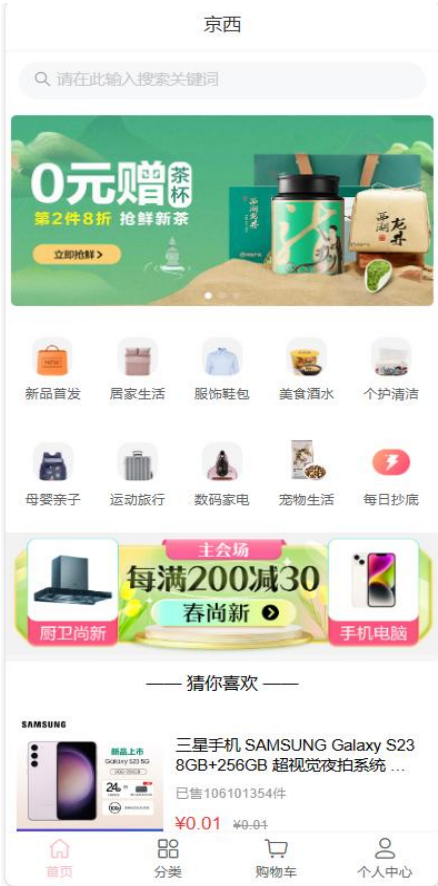 京西
请在此输入搜索关键词
0元赠茶杯
第2件8折 抢鲜新茶
立即抢鲜>
西湖龙井
新品首发
居家生活
服饰鞋包
美食酒水
个护清洁
母婴亲子
运动旅行
数码家电
宠物生活
每日抄底
主会场
每满200减30
春尚新
厨卫尚新
手机电脑
—— 猜你喜欢 ——
SAMSUNG
新品上市
Galaxy S23 5G
三星手机 SAMSUNG Galaxy S23
8GB+256GB 超视觉夜拍系统 ...
已售106101354件
¥0.01 ¥0.01
首页
分类
购物车
个人中心